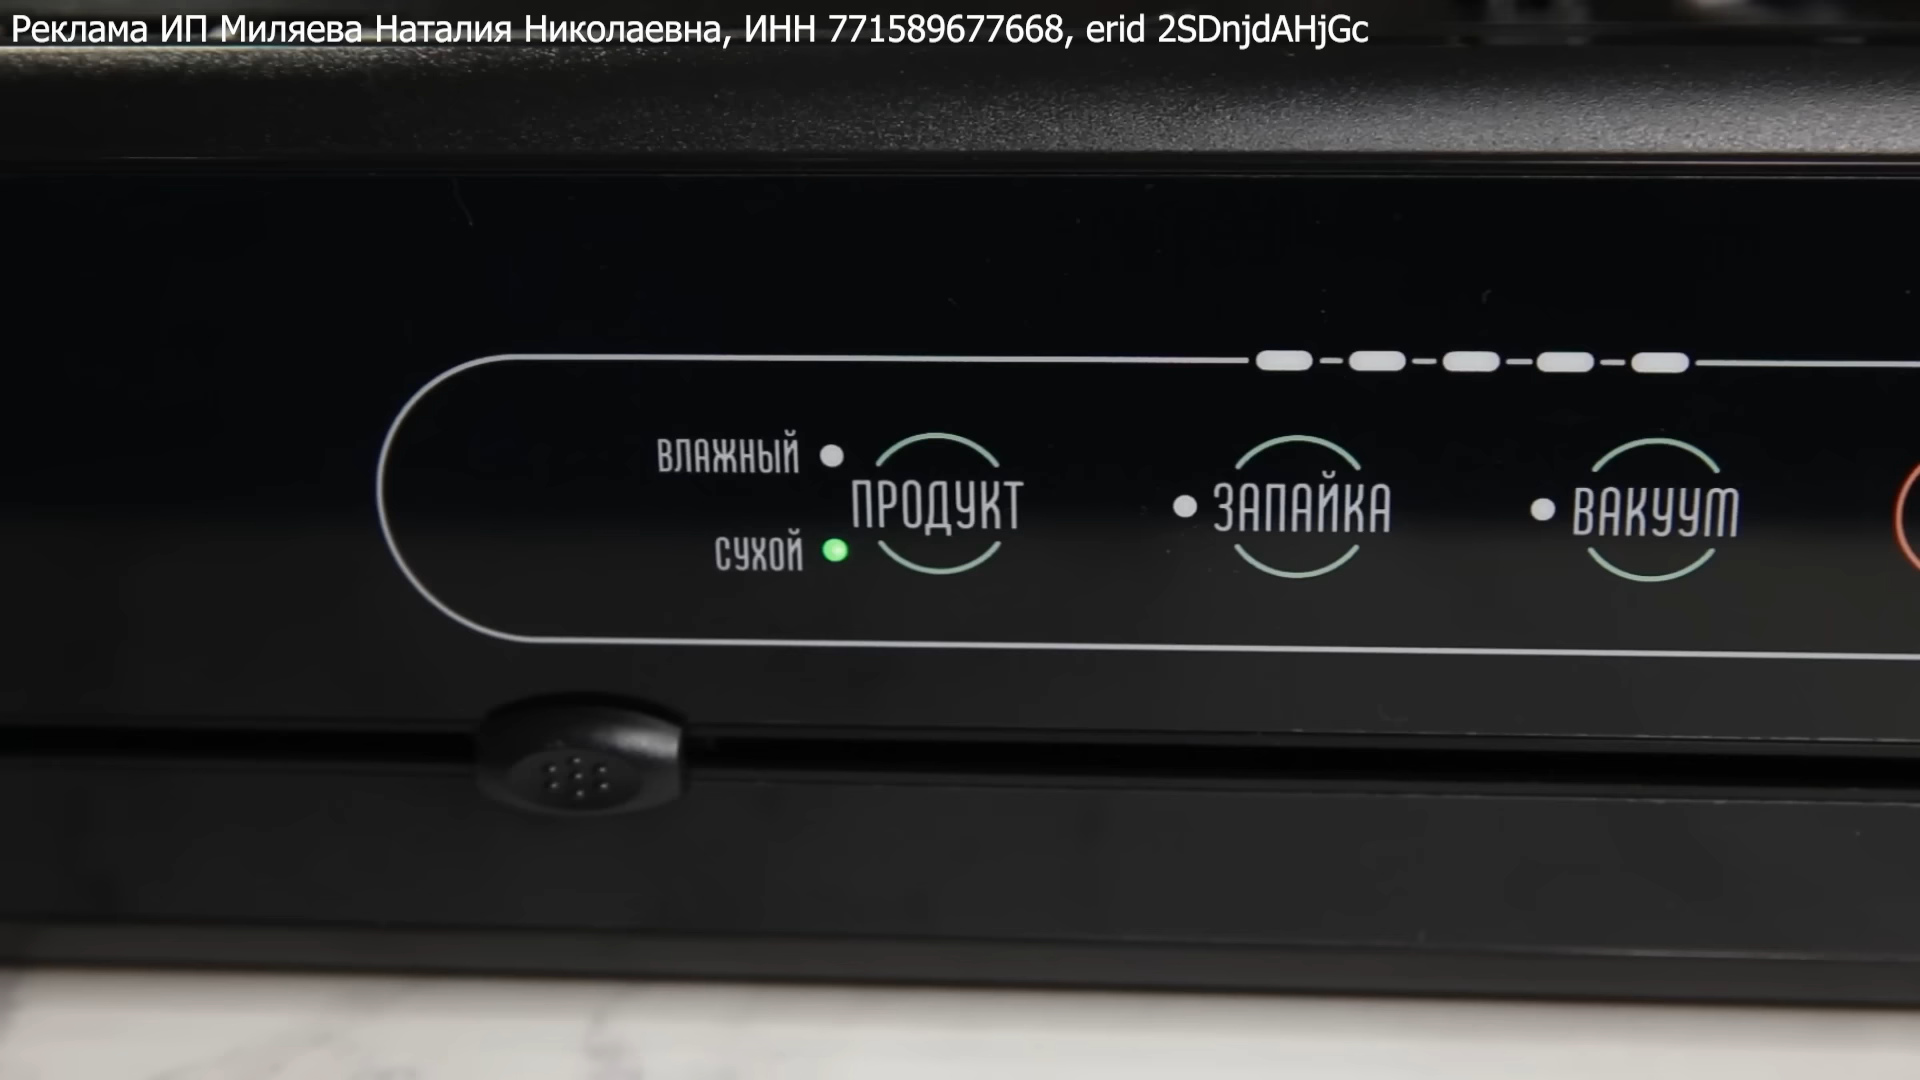 Реклама ИП Миляева Наталия Николаевна, ИНН 771589677668, erid 2SDnjdAHjGc
ВЛАЖНЫЙ
ПРОДУКТ
СУХОЙ
ЗАПАЙКА
ВАКУУМ